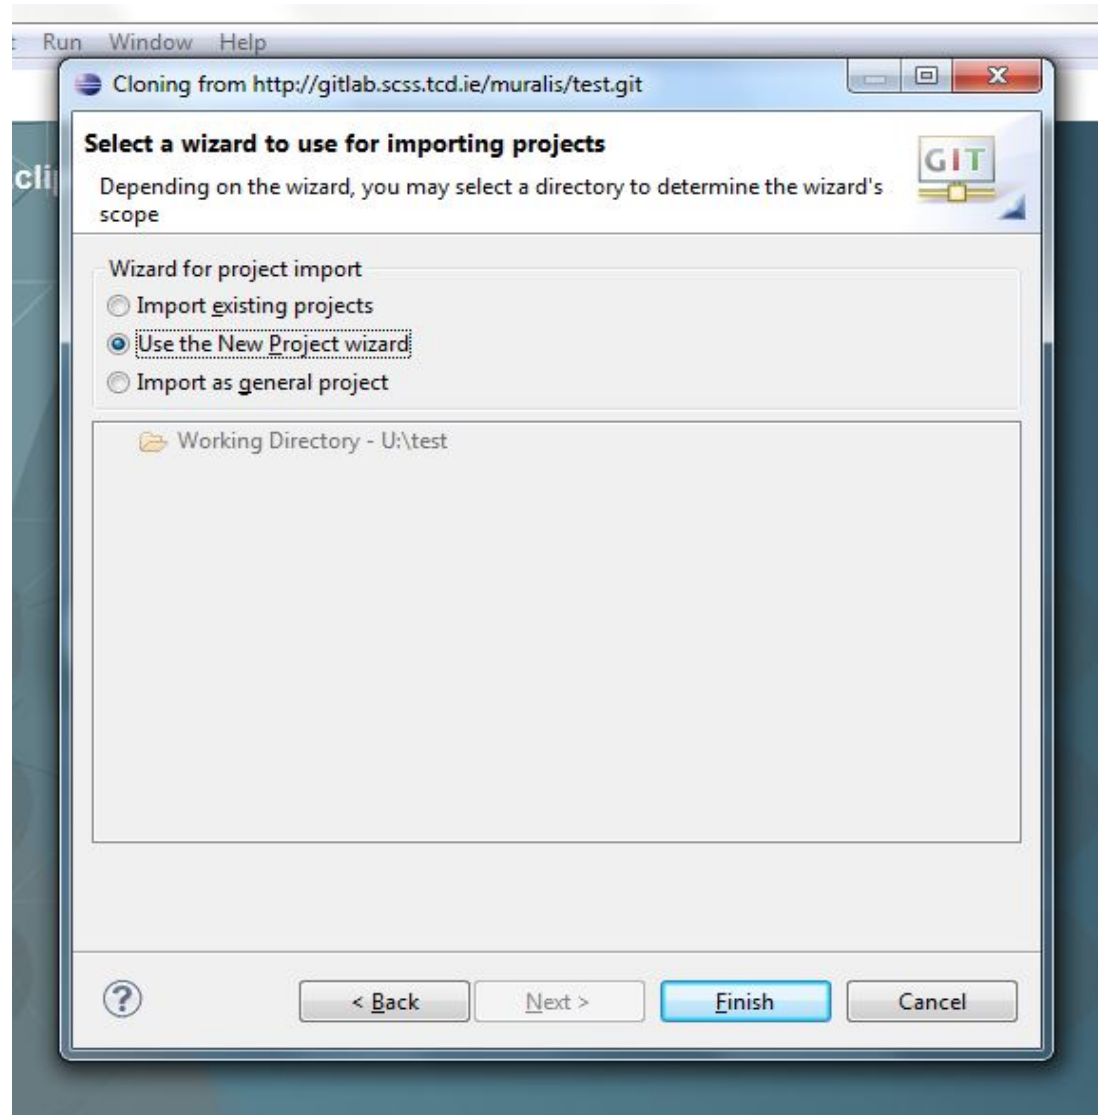 Run Window Help
Cloning from http://gitlab.scss.tcd.ie/muralis/test.git
Select a wizard to use for importing projects
Depending on the wizard, you may select a directory to determine the wizard's
scope
GIT
Wizard for project import
Import existing projects
Use the New Project wizard
Import as general project
Working Directory - U:\test
? < Back Next > Finish Cancel